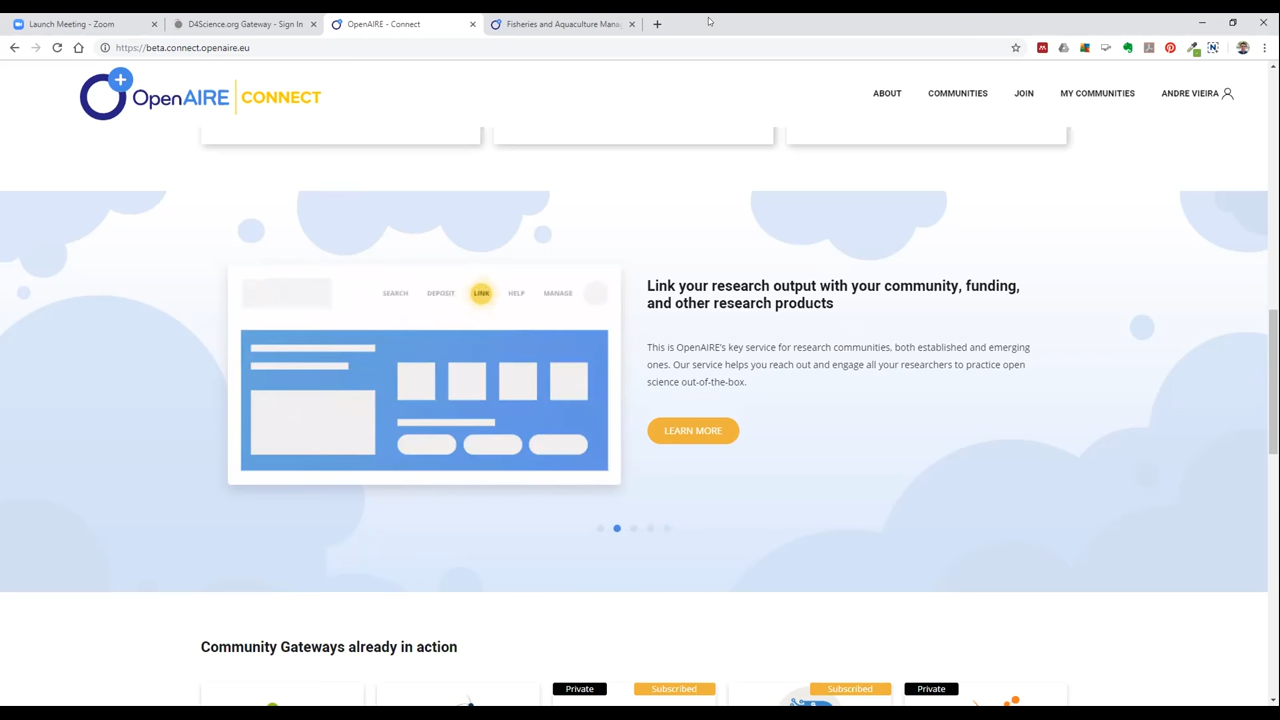 Launch Meeting - Zoom
D4Science.org Gateway - Sign In
OpenAIRE - Connect
Fisheries and Aquaculture Mana
https://beta.connect.openaire.eu
OpenAIRE CONNECT
ABOUT
COMMUNITIES
JOIN
MY COMMUNITIES
ANDRE VIEIRA
SEARCH
DEPOSIT
LINK
HELP
MANAGE
Link your research output with your community, funding,
and other research products
This is OpenAIRE's key service for research communities, both established and emerging
ones. Our service helps you reach out and engage all your researchers to practice open
science out-of-the-box.
LEARN MORE
Community Gateways already in action
Private
Subscribed
Subscribed
Private